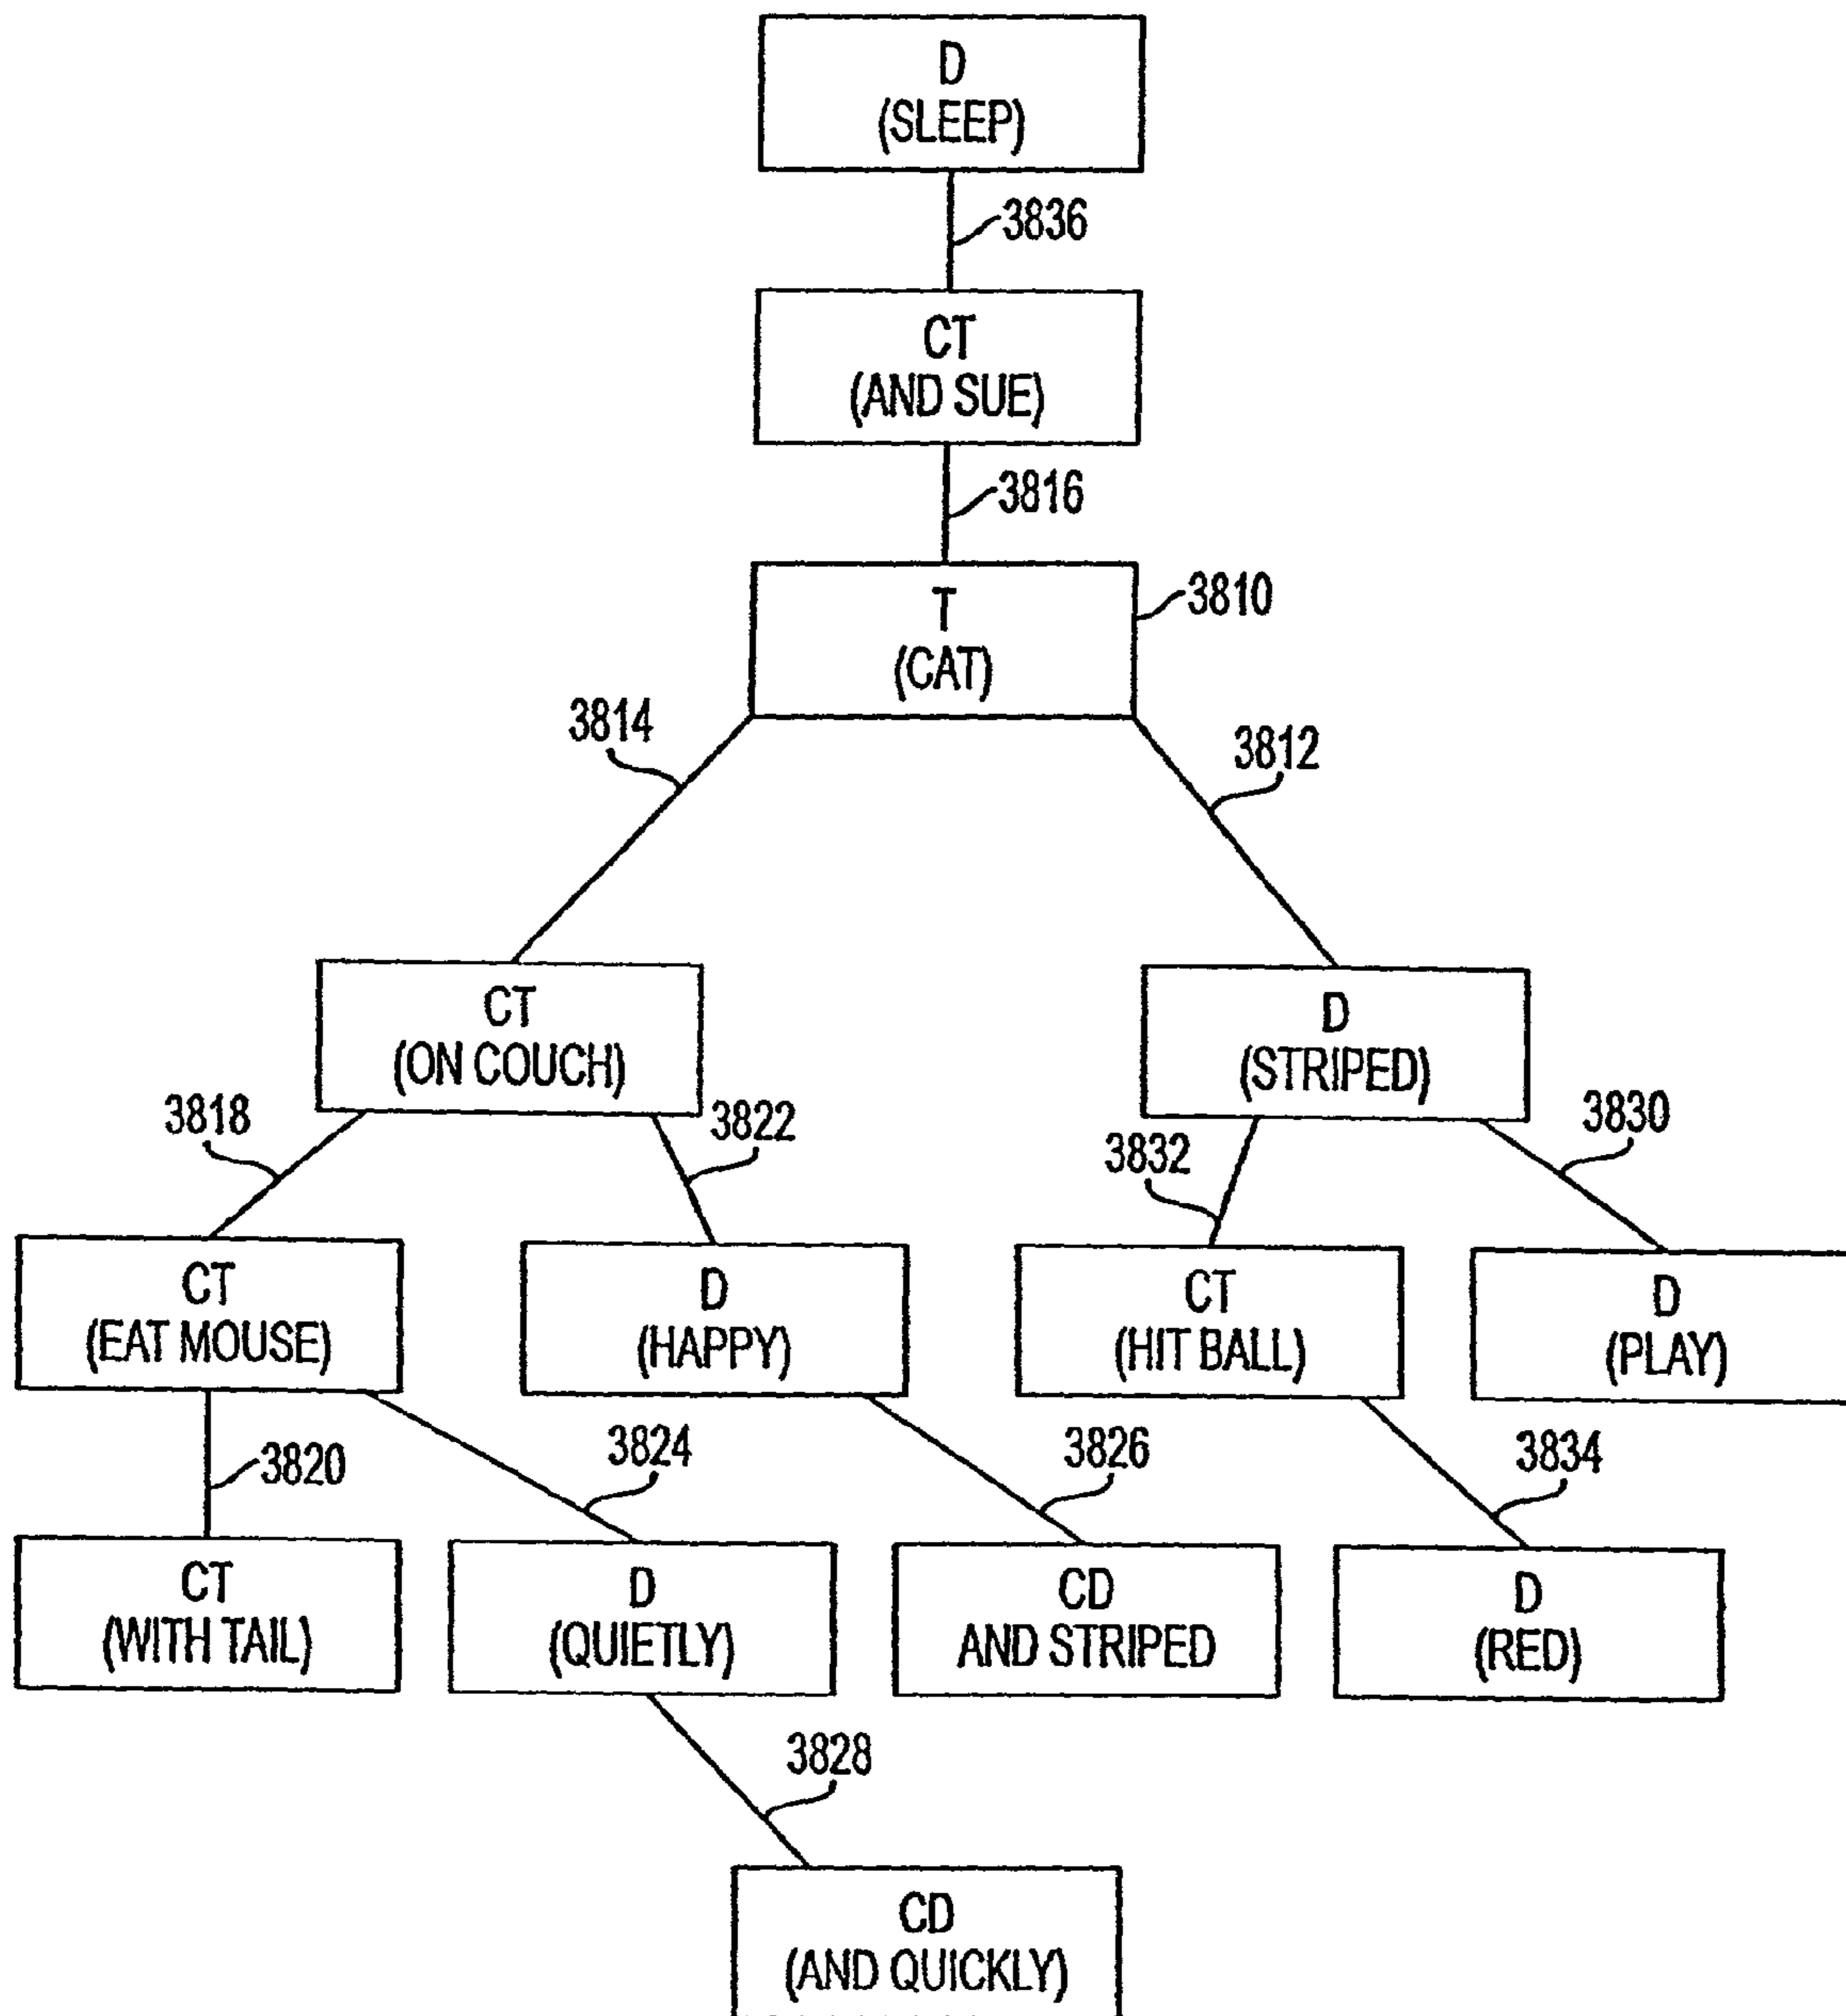 D
(SLEEP)
3836
CT
(AND SUE)
3816
T
(CAT)
3810
3814
3812
CT
(ON COUCH)
D
(STRIPED)
3818
3822
3832
3830
CT
(EAT MOUSE)
D
(HAPPY)
CT
(HIT BALL)
D
(PLAY)
3820
3824
3826
3834
CT
(WITH TAIL)
D
(QUIETLY)
CD
AND STRIPED
D
(RED)
3828
CD
(AND QUICKLY)